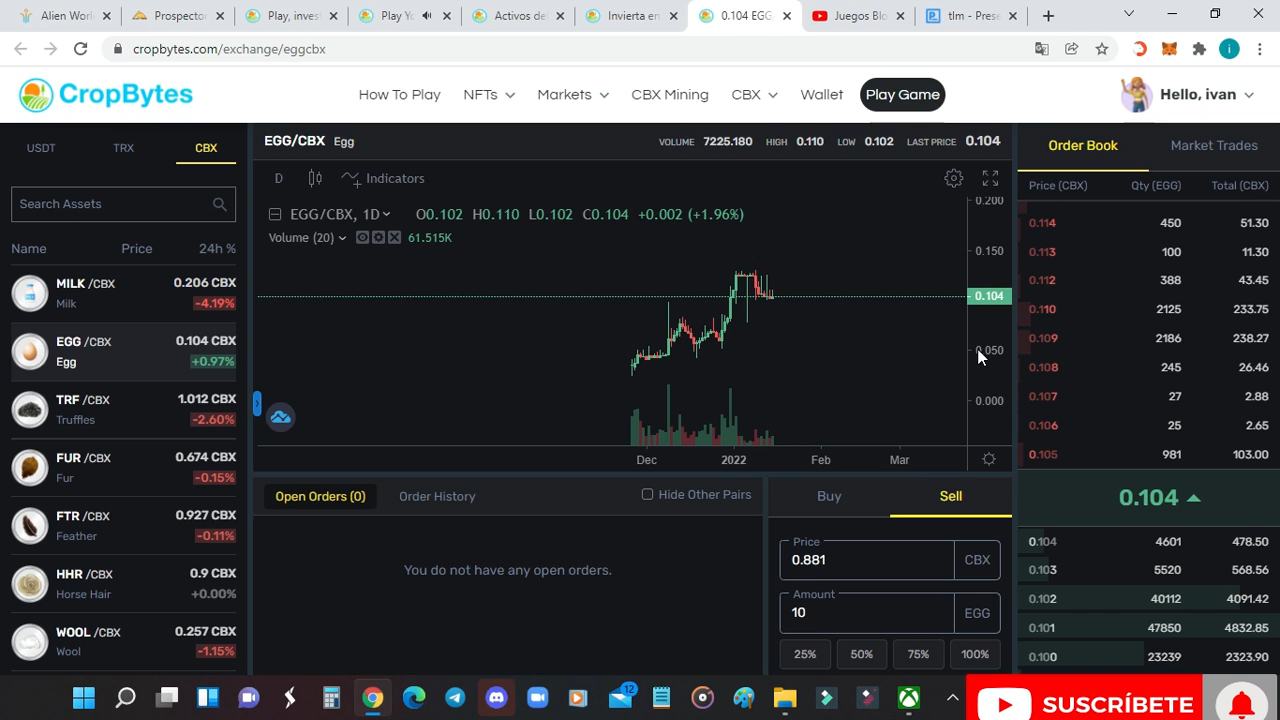 Alien Worl
Prospector
Play, inves
Play Yo
Activos de
Invierta en
0.104 EGG
Juegos Blo
tlm - Prese
cropbytes.com/exchange/eggcbx
i
CropBytes
How To Play
NFTs
Markets
CBX Mining
CBX
Wallet
Play Game
Hello, ivan
USDT
TRX
CBX
Search Assets
Name Price 24h %
MILK /CBX 0.206 CBX
Milk -4.19%
EGG /CBX 0.104 CBX
Egg +0.97%
TRF /CBX 1.012 CBX
Truffles -2.60%
FUR /CBX 0.674 CBX
Fur -0.15%
FTR /CBX 0.927 CBX
Feather -0.11%
HHR /CBX 0.9 CBX
Horse Hair +0.00%
WOOL /CBX 0.257 CBX
Wool -1.15%
EGG/CBX Egg VOLUME 7225.180 HIGH 0.110 LOW 0.102 LAST PRICE 0.104
D Indicators
EGG/CBX, 1D O0.102 H0.110 L0.102 C0.104 +0.002 (+1.96%)
Volume (20) 61.515K
0.200
0.150
0.104
0.050
0.000
Dec 2022 Feb Mar
Open Orders (0) Order History Hide Other Pairs
You do not have any open orders.
Buy Sell
Price
0.881 CBX
Amount
10 EGG
25% 50% 75% 100%
Order Book Market Trades
Price (CBX) Qty (EGG) Total (CBX)
0.114 450 51.30
0.113 100 11.30
0.112 388 43.45
0.110 2125 233.75
0.109 2186 238.27
0.108 245 26.46
0.107 27 2.88
0.106 25 2.65
0.105 981 103.00
0.104
0.104 4601 478.50
0.103 5520 568.56
0.102 40112 4091.42
0.101 47850 4832.85
0.100 23239 2323.90
12
SUSCRÍBETE